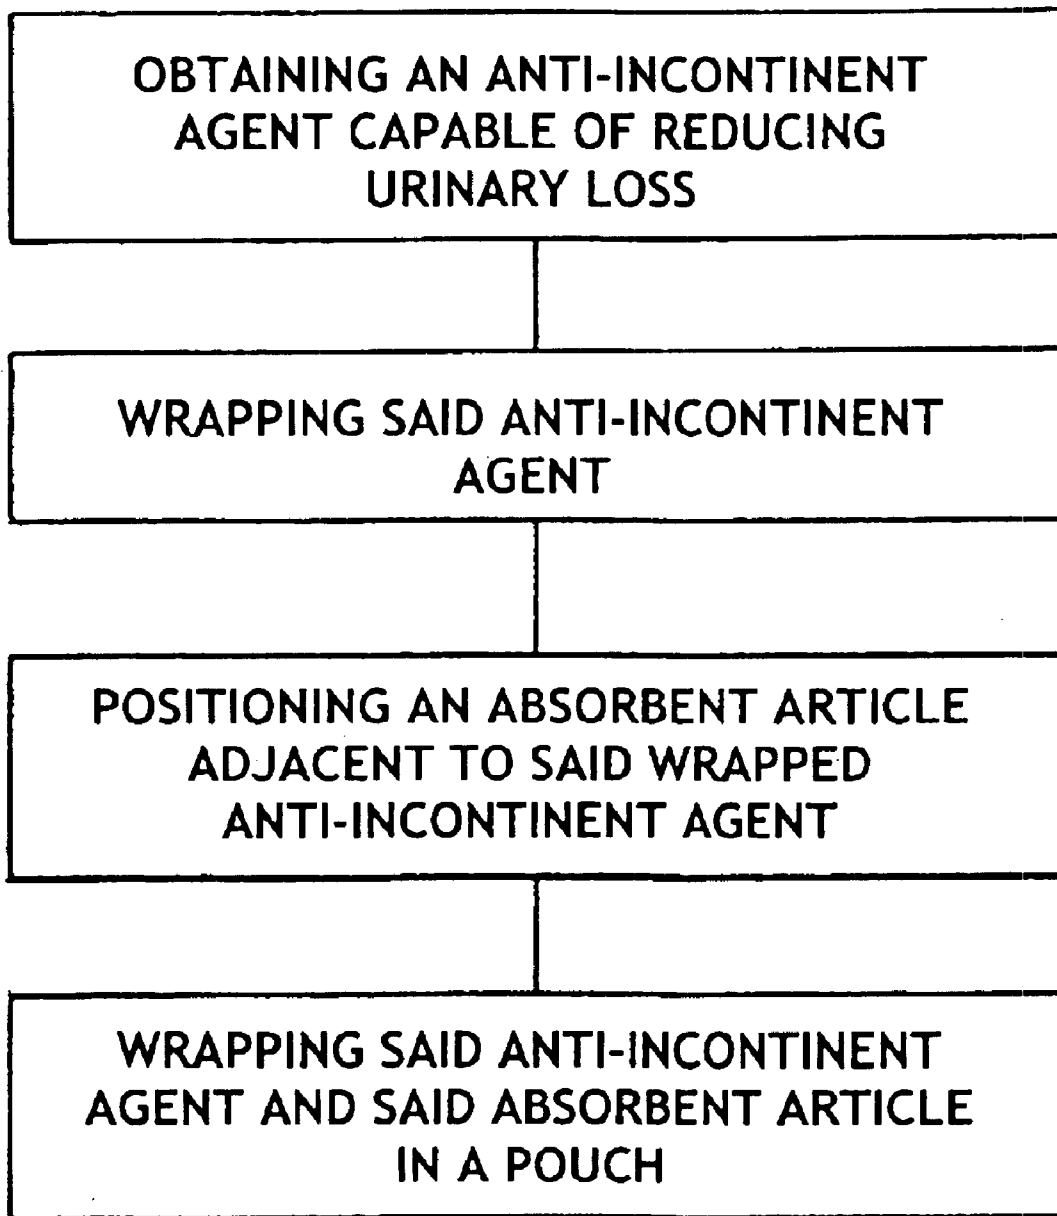 OBTAINING AN ANTI-INCONTINENT
AGENT CAPABLE OF REDUCING
URINARY LOSS
WRAPPING SAID ANTI-INCONTINENT
AGENT
POSITIONING AN ABSORBENT ARTICLE
ADJACENT TO SAID WRAPPED
ANTI-INCONTINENT AGENT
WRAPPING SAID ANTI-INCONTINENT
AGENT AND SAID ABSORBENT ARTICLE
IN A POUCH